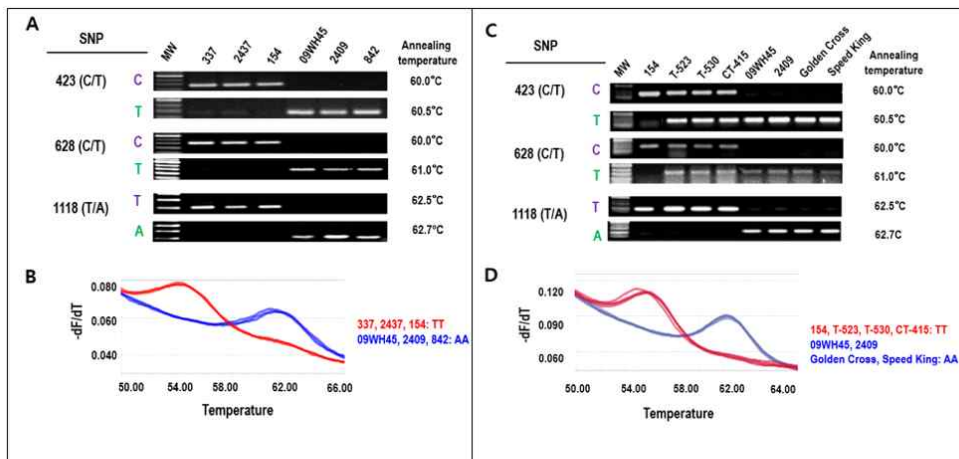 A
SNP
MW 337 2437 154 09WH45 2409 842
Annealing
temperature
423 (C/T) C 60.0°C
T 60.5°C
628 (C/T) C 60.0°C
T 61.0°C
1118 (T/A) T 62.5°C
A 62.7°C
B
-dF/dT
0.080
0.060
0.040
50.00 54.00 58.00 62.00 66.00
Temperature
337, 2437, 154: TT
09WH45, 2409, 842: AA
C
SNP
MW 154 T-523 T-530 CT-415 09WH45 2409 Golden Cross Speed King
Annealing
temperature
423 (C/T) C 60.0°C
T 60.5°C
628 (C/T) C 60.0°C
T 61.0°C
1118 (T/A) T 62.5°C
A 62.7C
D
-dF/dT
0.120
0.090
0.060
50.00 54.00 58.00 62.00 64.00
Temperature
154, T-523, T-530, CT-415: TT
09WH45, 2409
Golden Cross, Speed King: AA